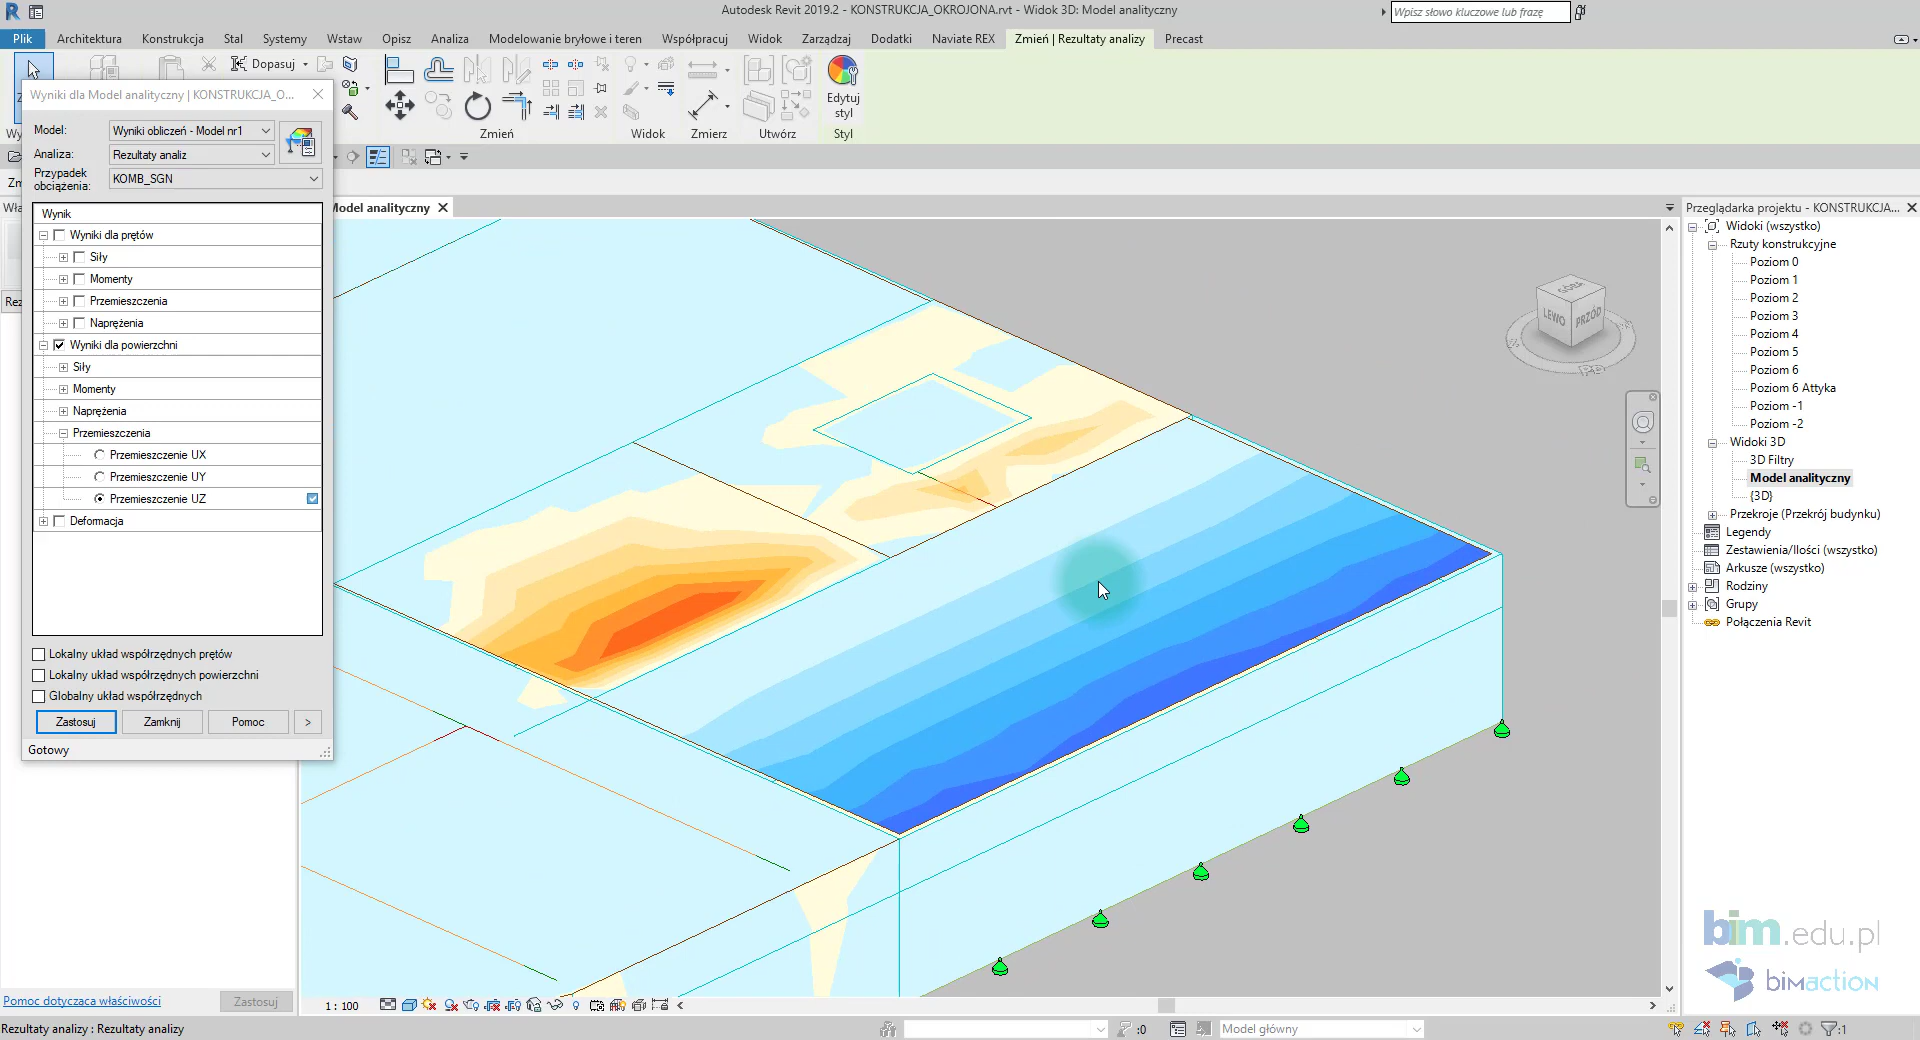 Autodesk Revit 2019.2 - KONSTRUKCJA_OKROJONA.rvt - Widok 3D: Model analityczny
Wpisz słowo kluczowe lub frazę
Plik Architektura Konstrukcja Stal Systemy Wstaw Opisz Analiza Modelowanie bryłowe i teren Współpracuj Widok Zarządzaj Dodatki Naviate REX Zmień | Rezultaty analizy Precast
Dopasuj
Edytuj
styl
Zmień Widok Zmierz Utwórz Styl
Wyniki dla Model analityczny | KONSTRUKCJA_O...
Model: Wyniki obliczeń - Model nr1
Analiza: Rezultaty analiz
Przypadek
obciążenia: KOMB_SGN
Wynik
Wyniki dla prętów
Siły
Momenty
Przemieszczenia
Naprężenia
Wyniki dla powierzchni
Siły
Momenty
Naprężenia
Przemieszczenia
Przemieszczenie UX
Przemieszczenie UY
Przemieszczenie UZ
Deformacja
Lokalny układ współrzędnych prętów
Lokalny układ współrzędnych powierzchni
Globalny układ współrzędnych
Zastosuj Zamknij Pomoc >
Gotowy
Model analityczny
GÓRA
LEWO PRZÓD
Przeglądarka projektu - KONSTRUKCJA...
Widoki (wszystko)
Rzuty konstrukcyjne
Poziom 0
Poziom 1
Poziom 2
Poziom 3
Poziom 4
Poziom 5
Poziom 6
Poziom 6 Attyka
Poziom -1
Poziom -2
Widoki 3D
3D Filtry
Model analityczny
{3D}
Przekroje (Przekrój budynku)
Legendy
Zestawienia/Ilości (wszystko)
Arkusze (wszystko)
Rodziny
Grupy
Połączenia Revit
bim.edu.pl
bimaction
Pomoc dotycząca właściwości Zastosuj
1 : 100
Rezultaty analizy : Rezultaty analizy
:0
Model główny
:1